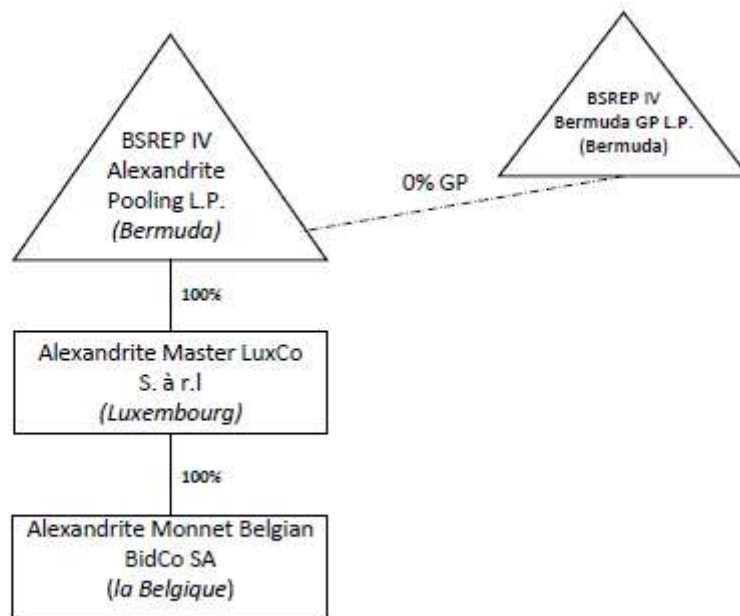 BSREP IV
Alexandrite
Pooling L.P.
(Bermuda)
BSREP IV
Bermuda GP L.P.
(Bermuda)
0% GP
100%
Alexandrite Master LuxCo
S. à r.l
(Luxembourg)
100%
Alexandrite Monnet Belgian
BidCo SA
(la Belgique)